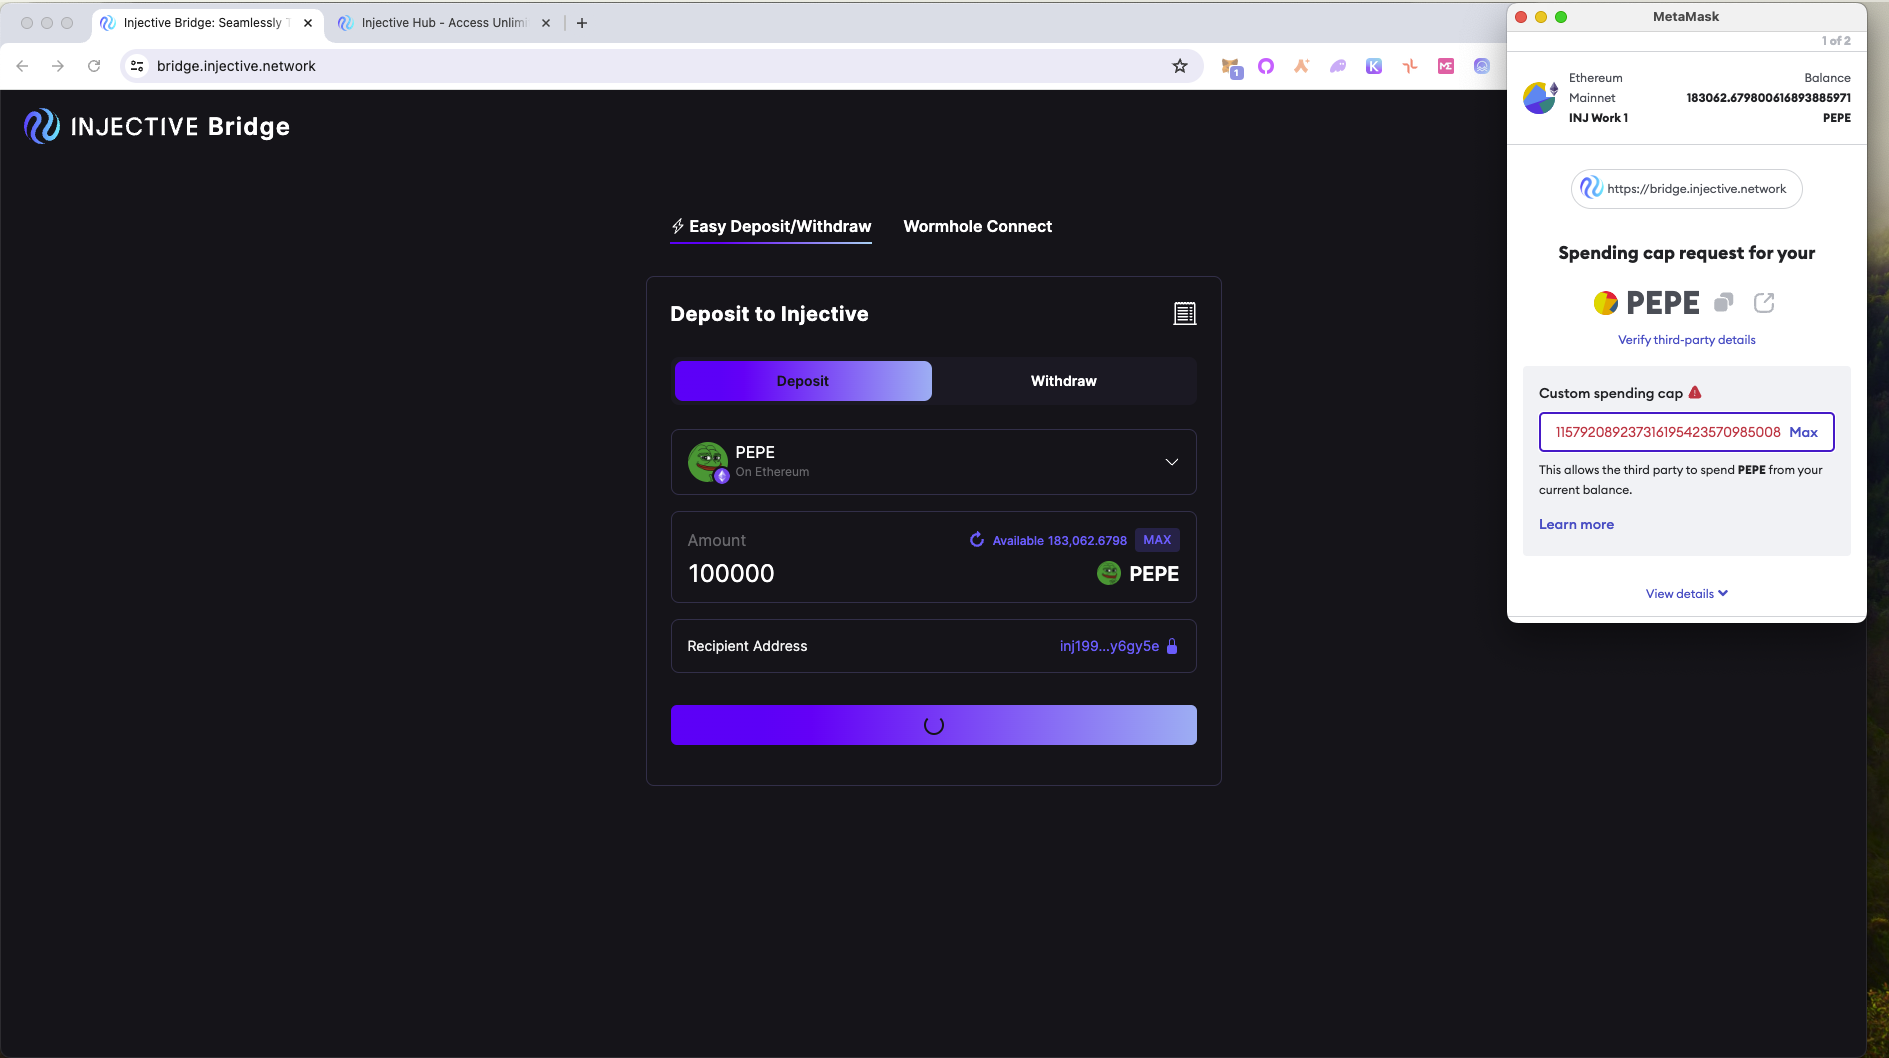 Injective Bridge: Seamlessly T
Injective Hub - Access Unlimi
bridge.injective.network
1
K
ME
INJECTIVE Bridge
Easy Deposit/Withdraw
Wormhole Connect
Deposit to Injective
Deposit
Withdraw
PEPE
On Ethereum
Amount
Available 183,062.6798
MAX
100000
PEPE
Recipient Address
inj199...y6gy5e
MetaMask
1 of 2
Ethereum
Mainnet
INJ Work 1
Balance
183062.679800616893885971
PEPE
https://bridge.injective.network
Spending cap request for your
PEPE
Verify third-party details
Custom spending cap
115792089237316195423570985008
Max
This allows the third party to spend PEPE from your
current balance.
Learn more
View details